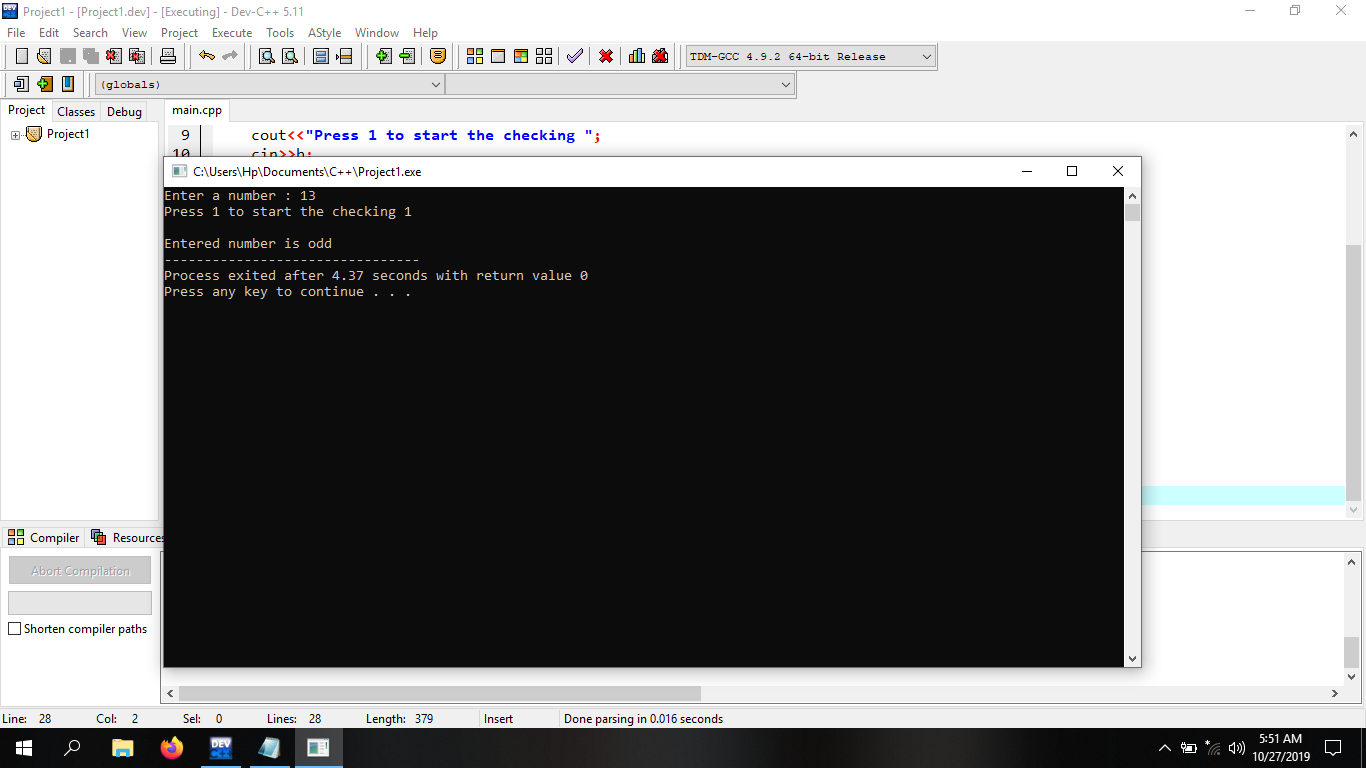 Project1 - [Project1.dev] - [Executing] - Dev-C++ 5.11
File Edit Search View Project Execute Tools AStyle Window Help
TDM-GCC 4.9.2 64-bit Release
(globals)
Project Classes Debug
main.cpp
Project1
9 cout<<"Press 1 to start the checking ";
10 cin>>b;
C:\Users\Hp\Documents\C++\Project1.exe
Enter a number : 13
Press 1 to start the checking 1
Entered number is odd
--------------------------------
Process exited after 4.37 seconds with return value 0
Press any key to continue . . .
Compiler Resources
Abort Compilation
Shorten compiler paths
Line: 28 Col: 2 Sel: 0 Lines: 28 Length: 379 Insert Done parsing in 0.016 seconds
DEV C++
5:51 AM
10/27/2019